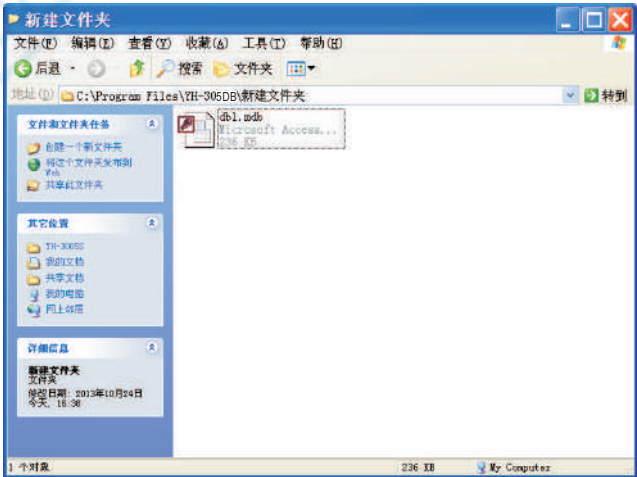 新建文件夹
文件(F) 编辑(E) 查看(V) 收藏(A) 工具(T) 帮助(H)
后退 搜索 文件夹
地址(D) C:\Program Files\TH-305DB\新建文件夹 转到
文件和文件夹任务
创建一个新文件夹
将这个文件夹发布到
Web
共享此文件夹
其它位置
TH-3005S
我的文档
共享文档
我的电脑
网上邻居
详细信息
新建文件夹
文件夹
修改日期: 2013年10月24日
今天, 16:38
db1.mdb
Microsoft Access...
236 KB
1 个对象 236 KB My Computer